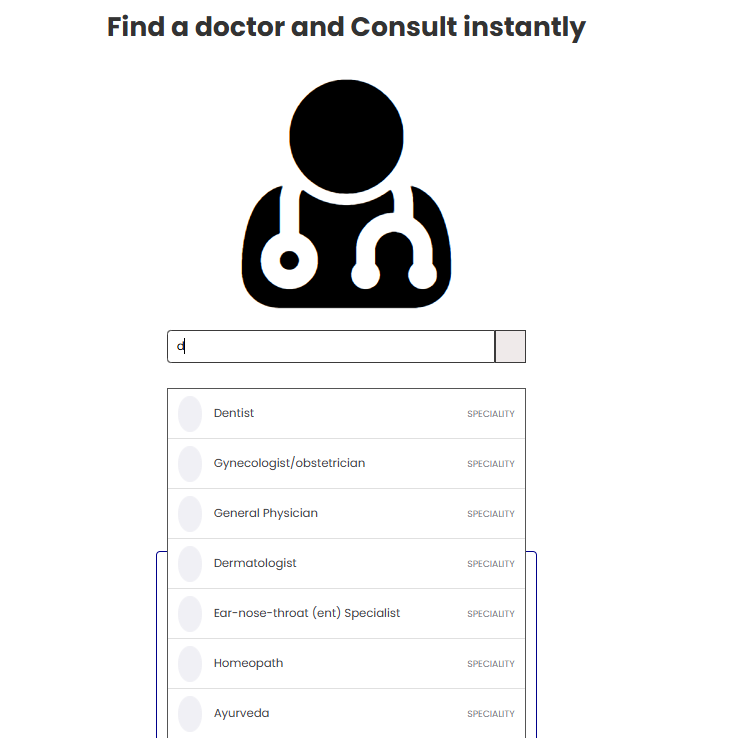 Find a doctor and Consult instantly
d
Dentist SPECIALITY
Gynecologist/obstetrician SPECIALITY
General Physician SPECIALITY
Dermatologist SPECIALITY
Ear-nose-throat (ent) Specialist SPECIALITY
Homeopath SPECIALITY
Ayurveda SPECIALITY